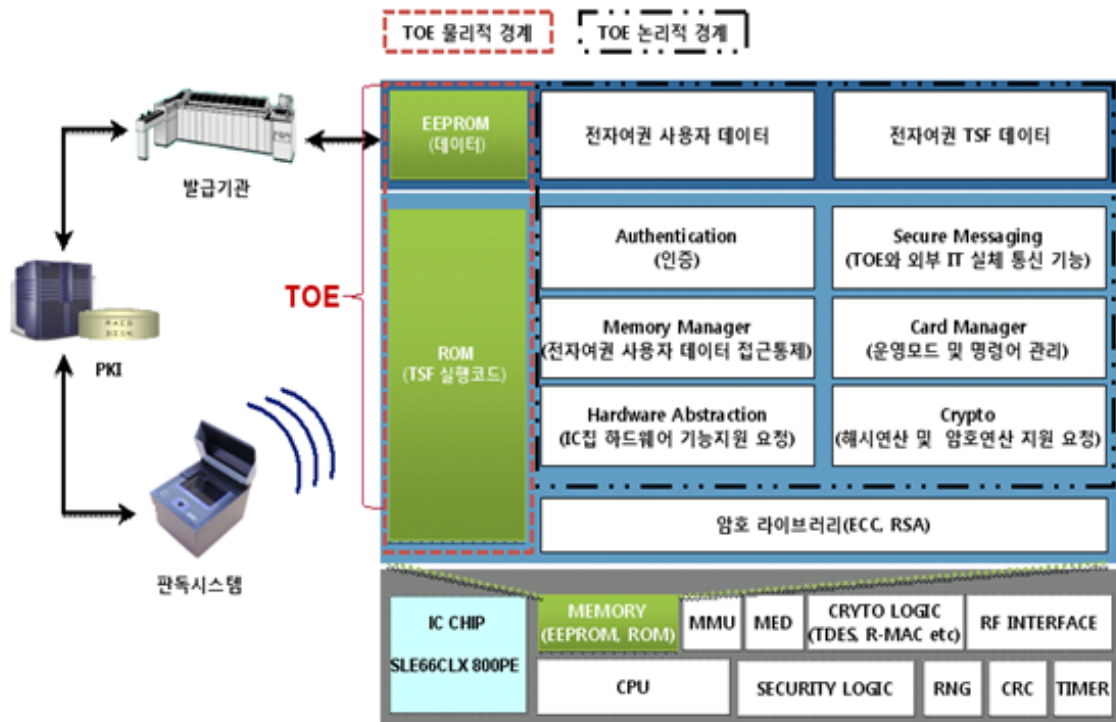 TOE 물리적 경계
TOE 논리적 경계
발급기관
PKI
RAID
DISK
판독시스템
TOE
EEPROM
(데이터)
전자여권 사용자 데이터
전자여권 TSF 데이터
ROM
(TSF 실행코드)
Authentication
(인증)
Secure Messaging
(TOE와 외부 IT 실체 통신 기능)
Memory Manager
(전자여권 사용자 데이터 접근통제)
Card Manager
(운영모드 및 명령어 관리)
Hardware Abstraction
(IC칩 하드웨어 기능지원 요청)
Crypto
(해시연산 및 암호연산 지원 요청)
암호 라이브러리(ECC, RSA)
IC CHIP
SLE66CLX 800PE
MEMORY
(EEPROM, ROM)
MMU
MED
CRYTO LOGIC
(TDES, R-MAC etc)
RF INTERFACE
CPU
SECURITY LOGIC
RNG
CRC
TIMER